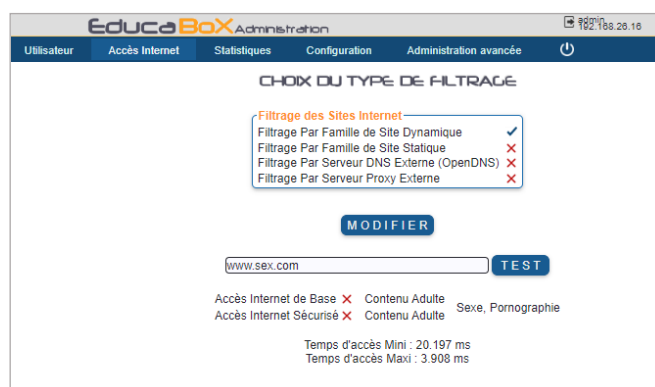 EducaBoX Administration
admin
192.168.26.16
Utilisateur Accès Internet Statistiques Configuration Administration avancée
CHOIX DU TYPE DE FILTRAGE
Filtrage des Sites Internet
Filtrage Par Famille de Site Dynamique ✓
Filtrage Par Famille de Site Statique ✕
Filtrage Par Serveur DNS Externe (OpenDNS) ✕
Filtrage Par Serveur Proxy Externe ✕
MODIFIER
www.sex.com TEST
Accès Internet de Base ✕ Contenu Adulte
Sexe, Pornographie
Accès Internet Sécurisé ✕ Contenu Adulte
Temps d'accès Mini : 20.197 ms
Temps d'accès Maxi : 3.908 ms